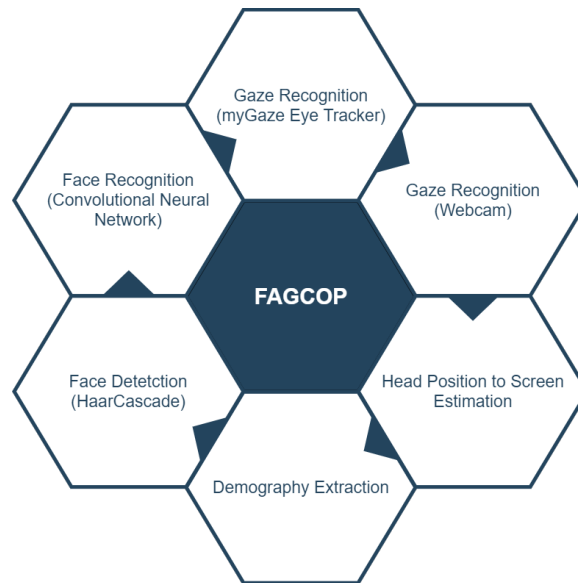 Gaze Recognition
(myGaze Eye Tracker)
Face Recognition
(Convolutional Neural
Network)
Gaze Recognition
(Webcam)
FAGCOP
Face Detetction
(HaarCascade)
Head Position to Screen
Estimation
Demography Extraction